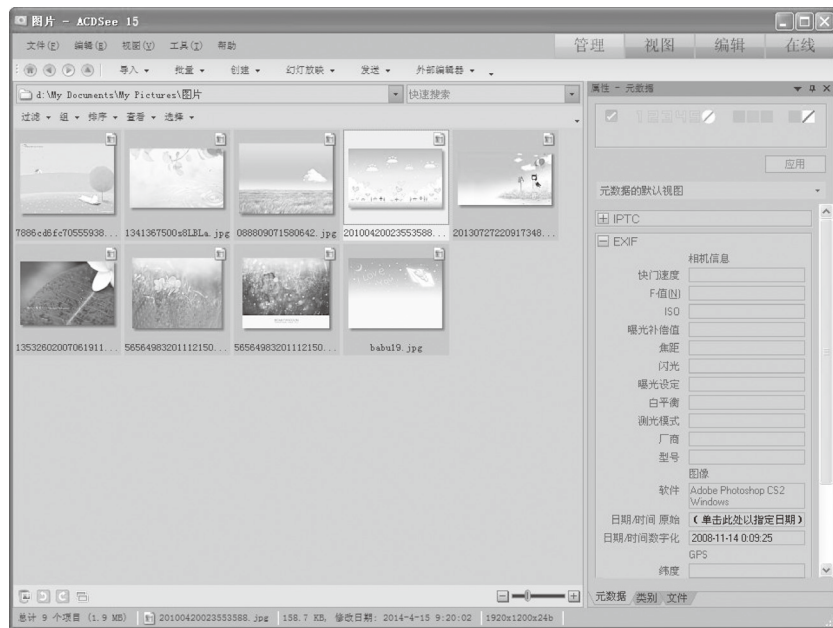 图片 - ACDSee 15
文件(F) 编辑(E) 视图(V) 工具(T) 帮助
管理 视图 编辑 在线
导入 批量 创建 幻灯放映 发送 外部编辑器
d:\My Documents\My Pictures\图片
快速搜索
过滤 组 排序 查看 选择
7886cd6fc70555938...
1341367500s8LBLa.jpg
088809071580642.jpg
20100420023553588...
20130727220917348...
13532602007061911...
56564983201112150...
56564983201112150...
babu19.jpg
属性 - 元数据
应用
元数据的默认视图
IPTC
EXIF
相机信息
快门速度
F-值(N)
ISO
曝光补偿值
焦距
闪光
曝光设定
白平衡
测光模式
厂商
型号
图像
软件 Adobe Photoshop CS2 Windows
日期/时间 原始 (单击此处以指定日期)
日期/时间数字化 2008-11-14 0:09:25
GPS
纬度
元数据 类别 文件
总计 9 个项目 (1.9 MB) 20100420023553588.jpg 158.7 KB, 修改日期: 2014-4-15 9:20:02 1920x1200x24b